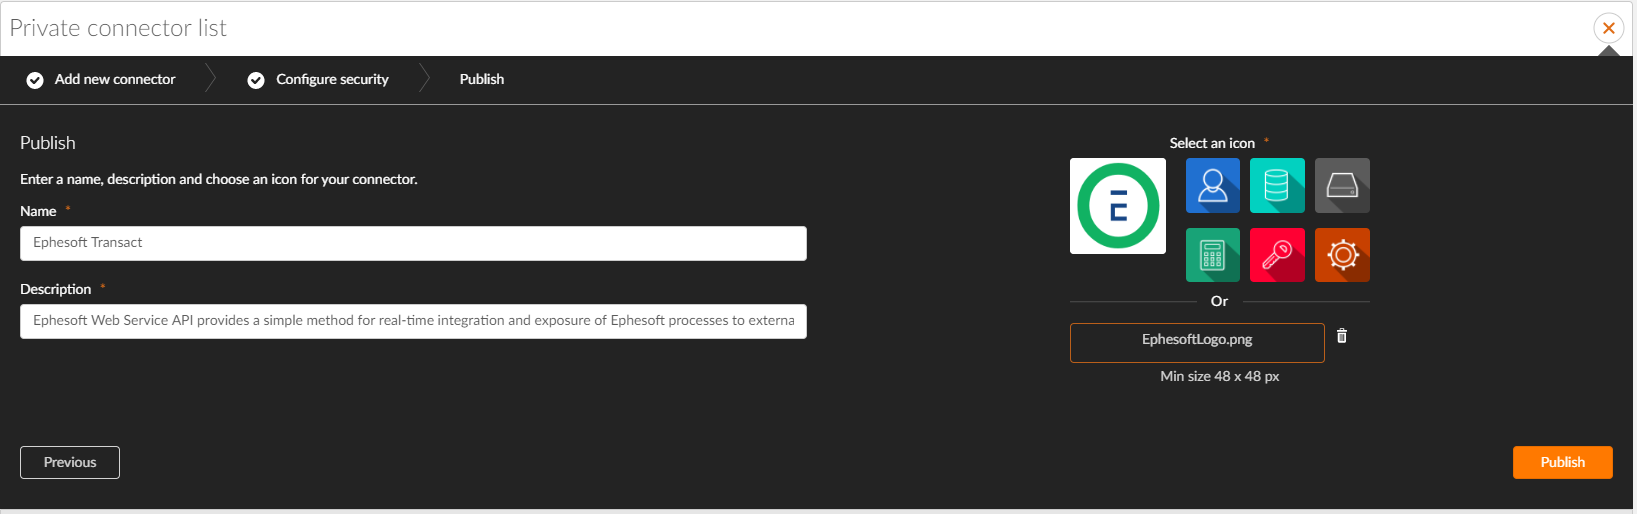 Private connector list
Add new connector
Configure security
Publish
Publish
Enter a name, description and choose an icon for your connector.
Name *
Ephesoft Transact
Description *
Ephesoft Web Service API provides a simple method for real-time integration and exposure of Ephesoft processes to externa
Select an icon *
E
Or
EphesoftLogo.png
Min size 48 x 48 px
Previous
Publish